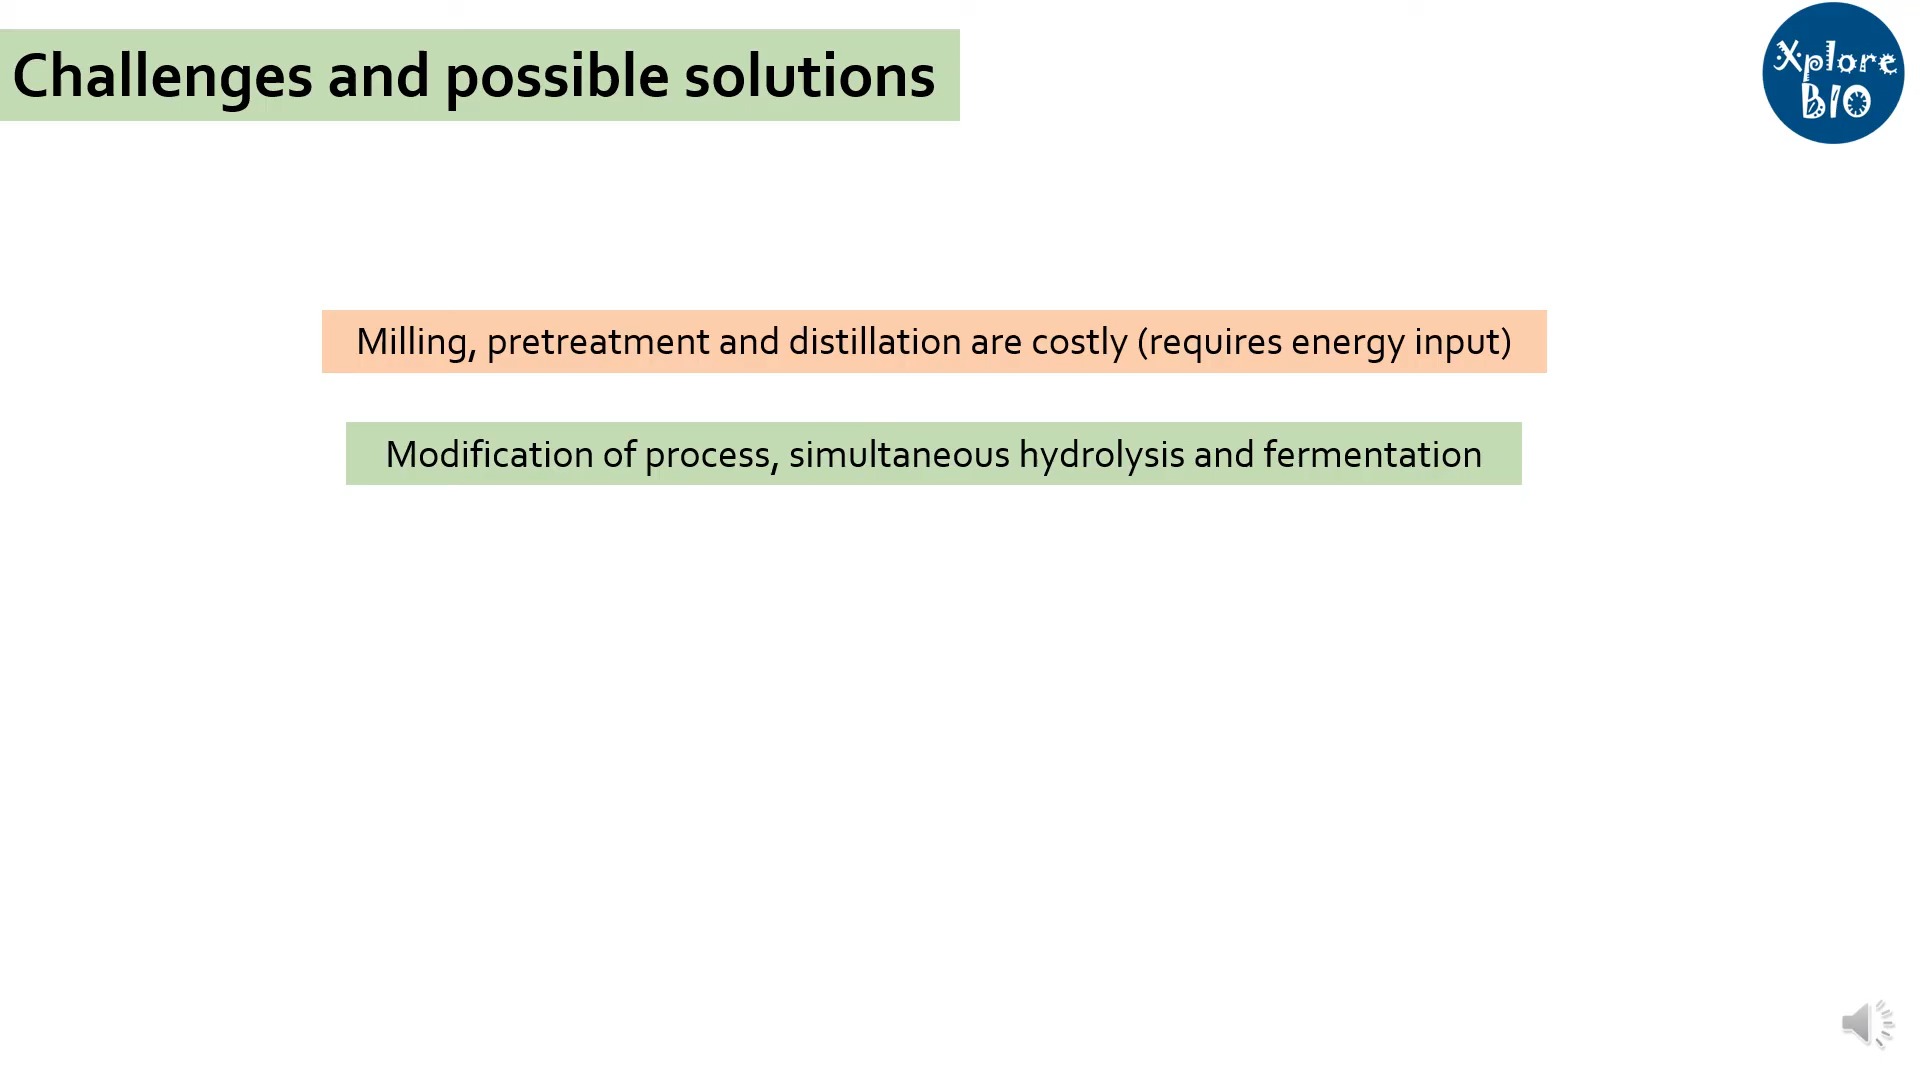 Challenges and possible solutions
Xplore
BIO
Milling, pretreatment and distillation are costly (requires energy input)
Modification of process, simultaneous hydrolysis and fermentation